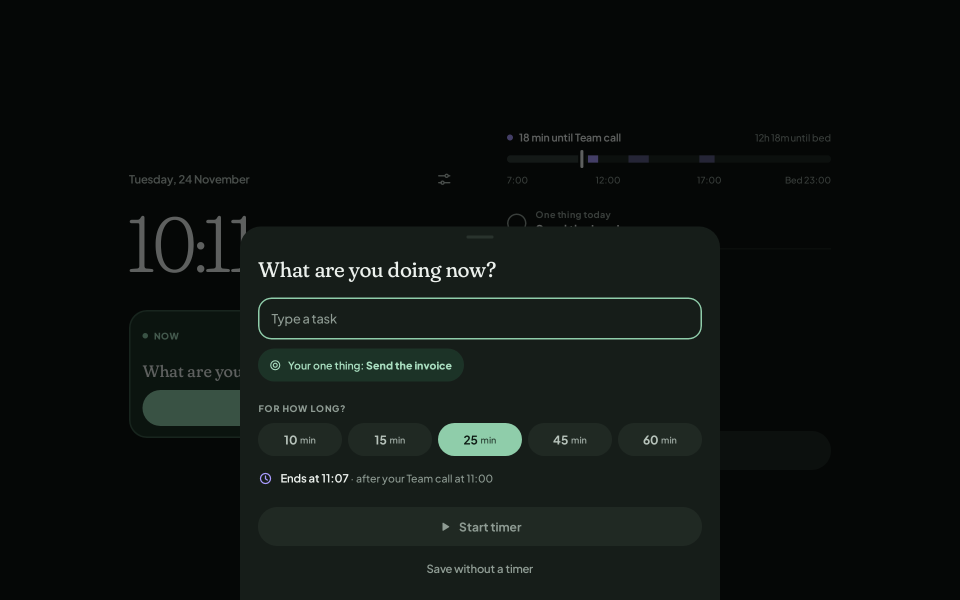 18 min until Team call
12h 18m until bed
7:00
12:00
17:00
Bed 23:00
Tuesday, 24 November
10:11
One thing today
NOW
What are you
What are you doing now?
Type a task
Your one thing: Send the invoice
FOR HOW LONG?
10 min
15 min
25 min
45 min
60 min
Ends at 11:07 · after your Team call at 11:00
Start timer
Save without a timer